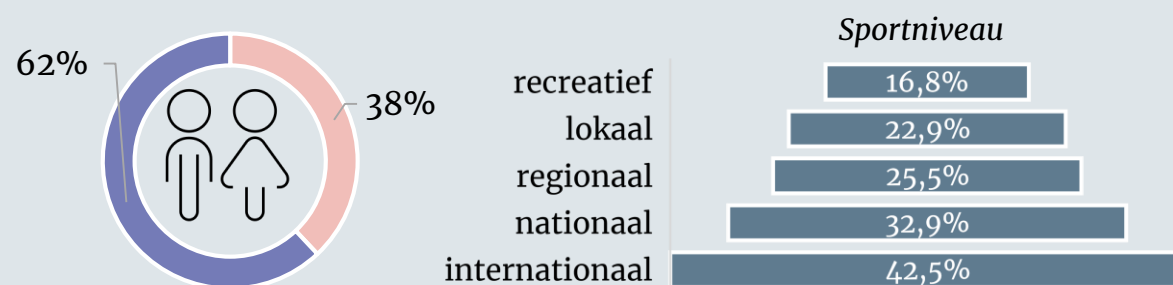 62%
38%
Sportniveau
recreatief 16,8%
lokaal 22,9%
regionaal 25,5%
nationaal 32,9%
internationaal 42,5%